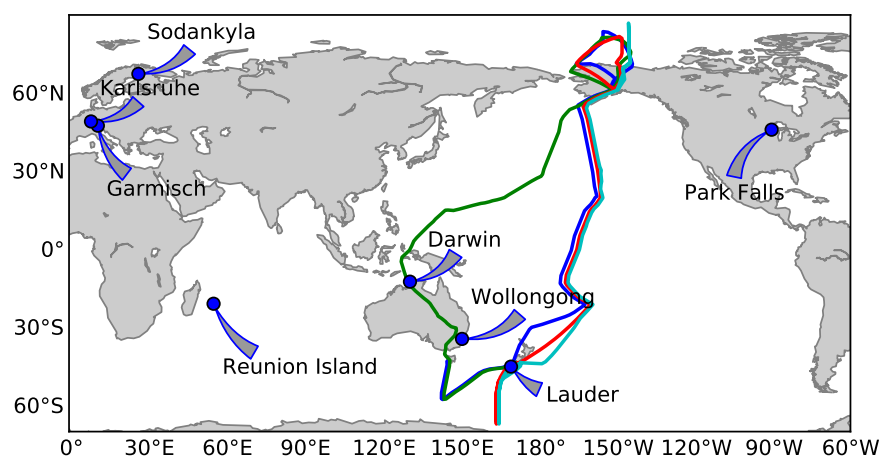 Sodankyla
Karlsruhe
60°N
Garmisch
Park Falls
30°N
Darwin
0°
Wollongong
30°S
Reunion Island
Lauder
60°S
0° 30°E 60°E 90°E 120°E 150°E 180° 150°W 120°W 90°W 60°W